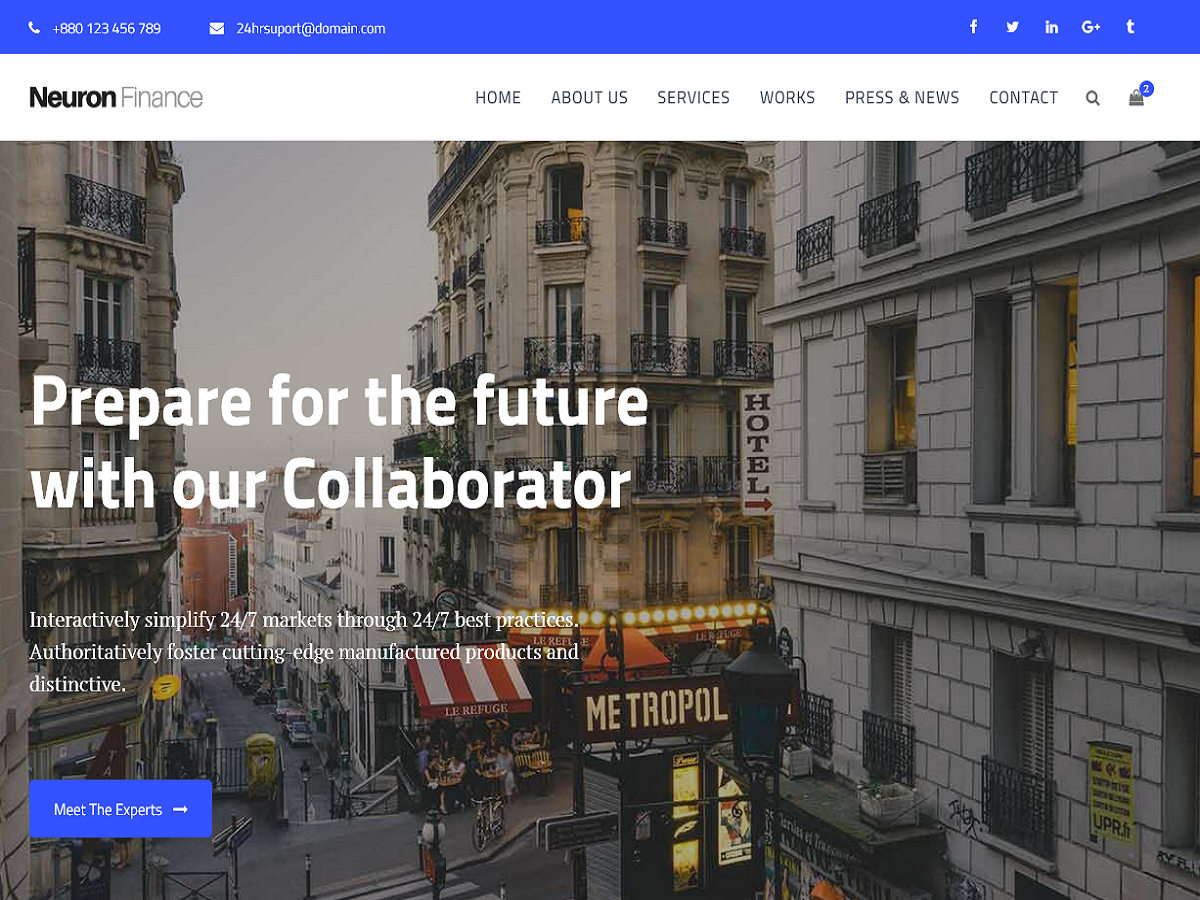 +880 123 456 789
24hrsuport@domain.com
Neuron Finance
HOME
ABOUT US
SERVICES
WORKS
PRESS & NEWS
CONTACT
2
Prepare for the future
with our Collaborator
HOTEL
Interactively simplify 24/7 markets through 24/7 best practices.
Authoritatively foster cutting-edge manufactured products and
distinctive.
LE REFUGE
LE REFUGE
LE REFUGE
METROPOL
UPR.fr
Meet The Experts